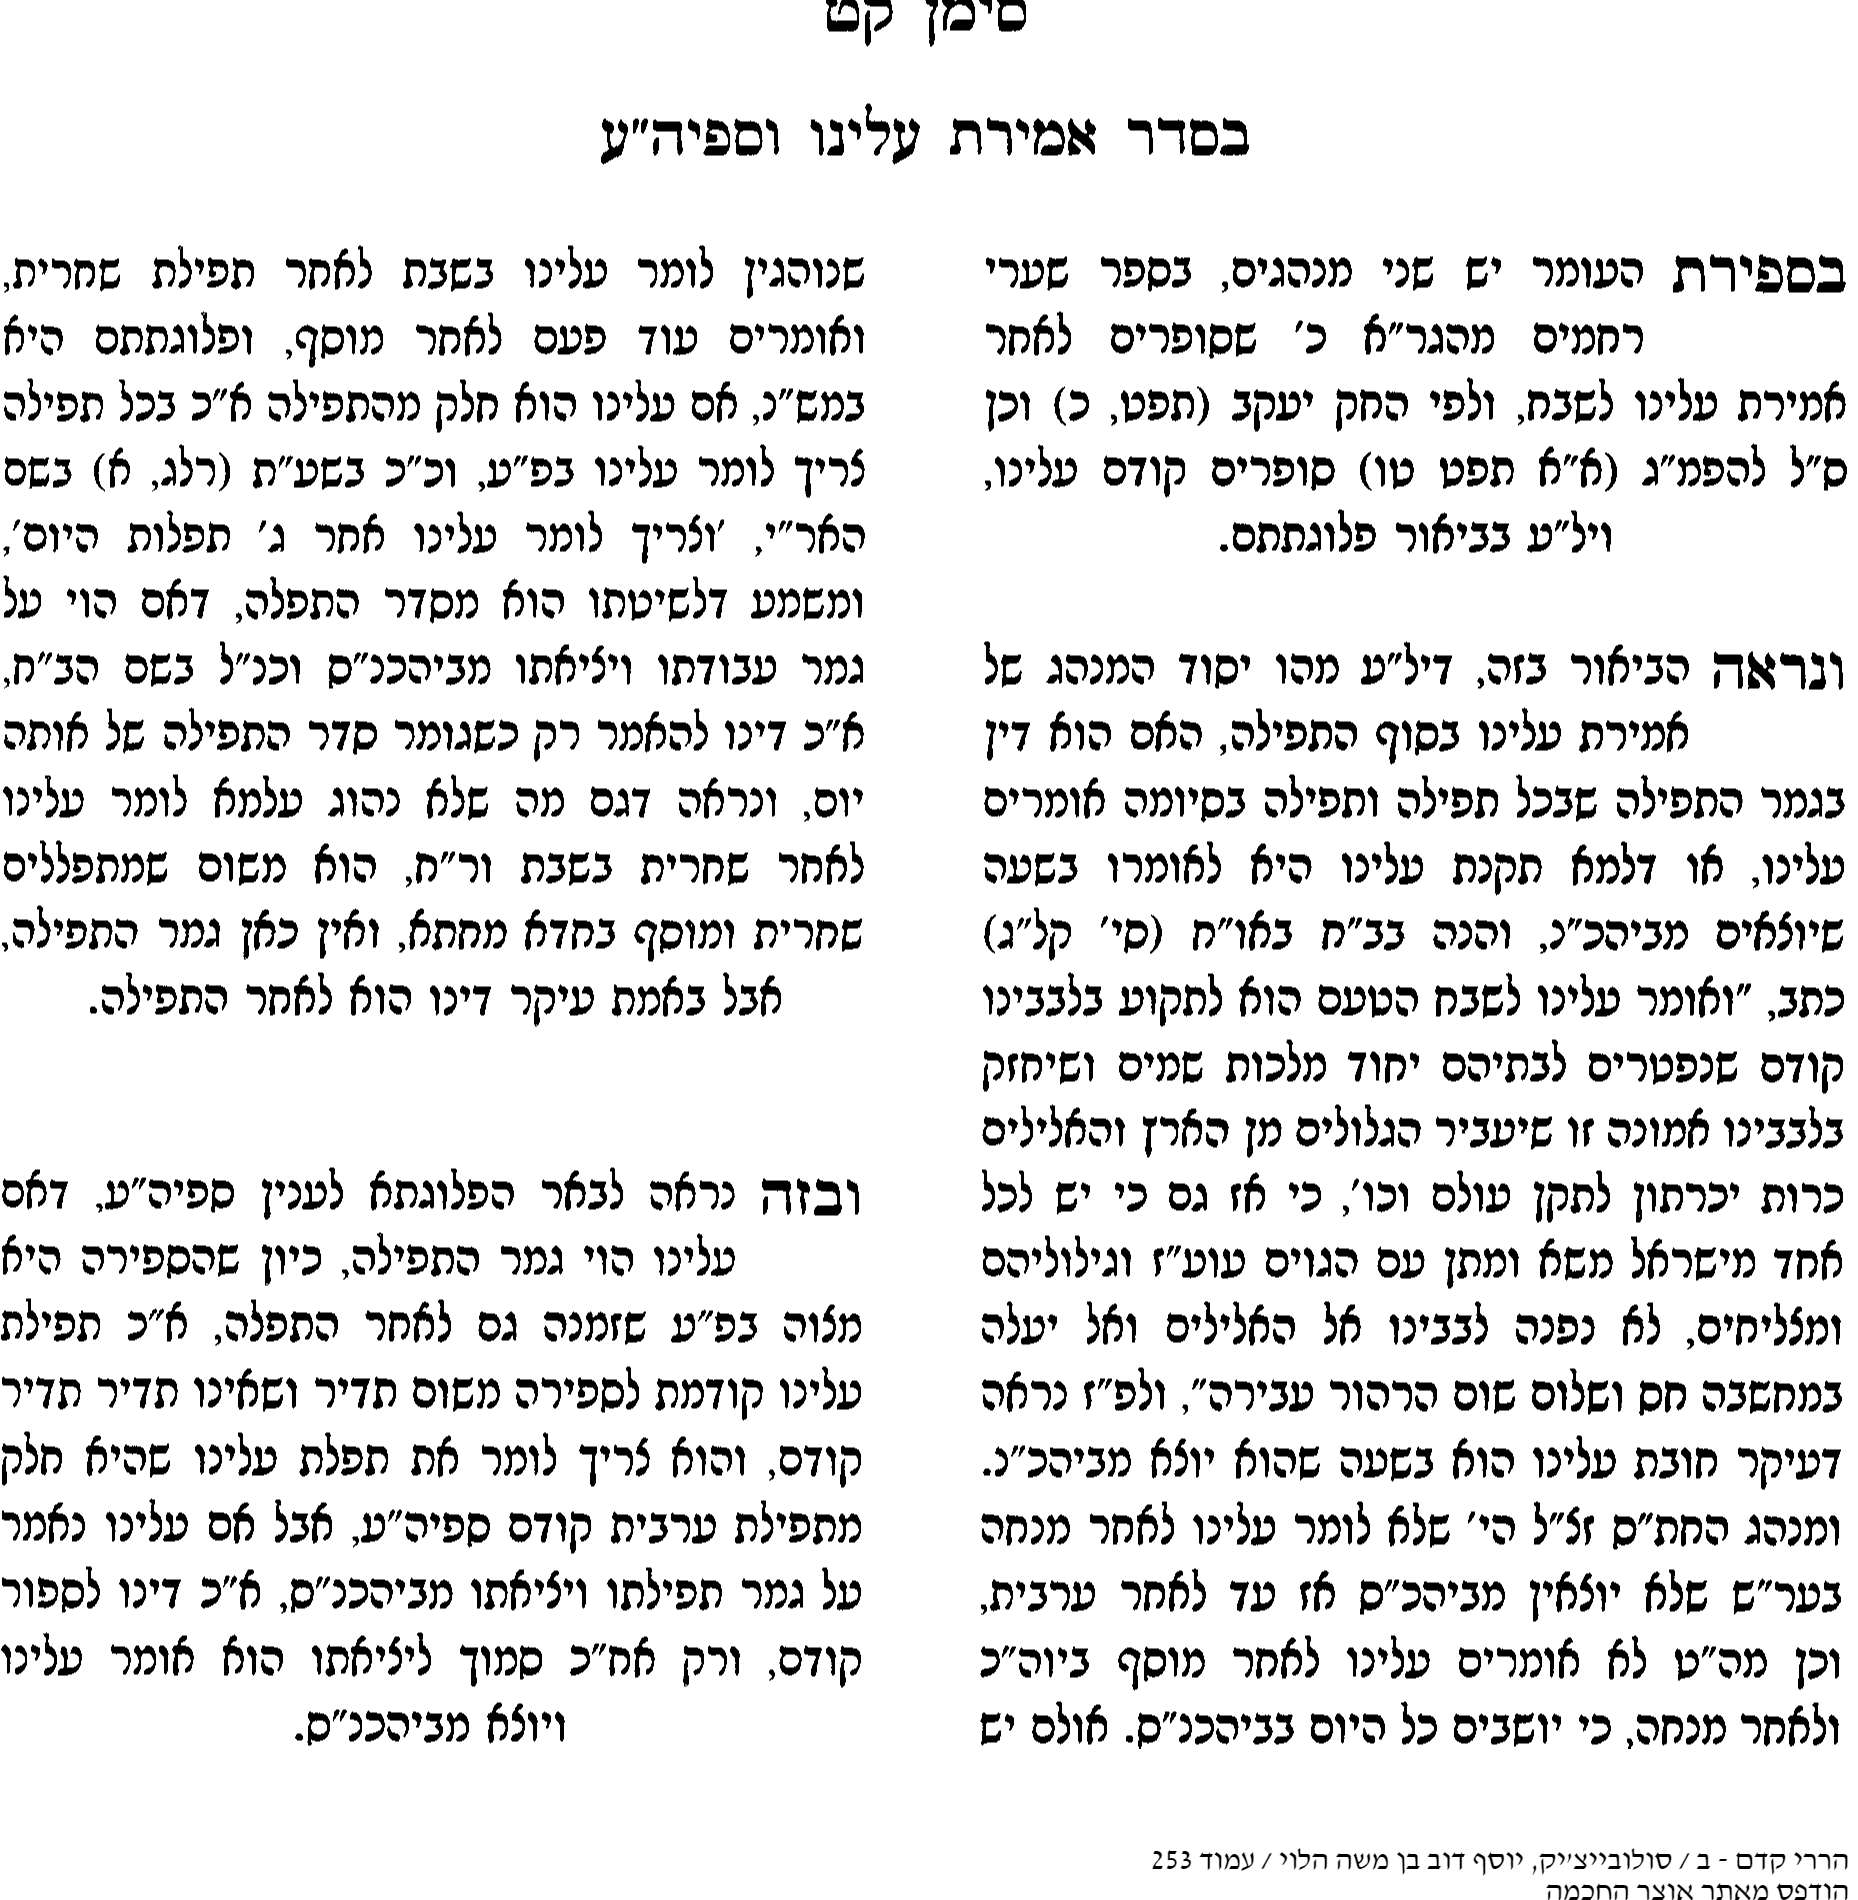 סימן קט
בסדר אמירת עלינו וספיה״ע
בספירת העומר יש שני מנהגים, בספר שערי
רחמים מהגר״א כ׳ שסופרים לאחר
אמירת עלינו לשבח, ולפי החק יעקב (תפט, כ) וכן
ס״ל להפמ״ג (א״א תפט טו) סופרים קודם עלינו,
ויל״ע בביאור פלוגתתם.
ונראה הביאור בזה, דיל״ע מהו יסוד המנהג של
אמירת עלינו בסוף התפילה, האם הוא דין
בגמר התפילה שבכל תפילה ותפילה בסיומה אומרים
עלינו, או דלמא תקנת עלינו היא לאומרו בשעה
שיוצאים מביהכ״נ, והנה בב״ח באו״ח (סי׳ קל״ג)
כתב, ״ואומר עלינו לשבח הטעם הוא לתקוע בלבבינו
קודם שנפטרים לבתיהם יחוד מלכות שמים ושיחזק
בלבבינו אמונה זו שיעביר הגלולים מן הארץ והאלילים
כרות יכרתון לתקן עולם וכו׳, כי אז גם כי יש לכל
אחד מישראל משא ומתן עם הגוים עוע״ז וגילוליהם
ומצליחים, לא נפנה לבבינו אל האלילים ואל יעלה
במחשבה חס ושלום שום הרהור עבירה״, ולפ״ז נראה
דעיקר חובת עלינו הוא בשעה שהוא יוצא מביהכ״נ.
ומנהג החת״ס זצ״ל הי׳ שלא לומר עלינו לאחר מנחה
בער״ש שלא יוצאין מביהכ״ס אז עד לאחר ערבית,
וכן מה״ט לא אומרים עלינו לאחר מוסף ביוה״כ
ולאחר מנחה, כי יושבים כל היום בביהכנ״ס. אולם יש
שנוהגין לומר עלינו בשבת לאחר תפילת שחרית,
ואומרים עוד פעם לאחר מוסף, ופלוגתתם היא
במש״נ, אם עלינו הוא חלק מהתפילה א״כ בכל תפילה
צריך לומר עלינו בפ״ע, וכ״כ בשע״ת (רלג, א) בשם
האר״י, ׳וצריך לומר עלינו אחר ג׳ תפלות היום׳,
ומשמע דלשיטתו הוא מסדר התפלה, דאם הוי על
גמר עבודתו ויציאתו מביהכנ״ס וכנ״ל בשם הב״ח,
א״כ דינו להאמר רק כשגומר סדר התפילה של אותה
יום, ונראה דגם מה שלא נהוג עלמא לומר עלינו
לאחר שחרית בשבת ור״ח, הוא משום שמתפללים
שחרית ומוסף בחדא מחתא, ואין כאן גמר התפילה,
אבל באמת עיקר דינו הוא לאחר התפילה.
ובזה נראה לבאר הפלוגתא לענין ספיה״ע, דאם
עלינו הוי גמר התפילה, כיון שהספירה היא
מצוה בפ״ע שזמנה גם לאחר התפלה, א״כ תפילת
עלינו קודמת לספירה משום תדיר ושאינו תדיר תדיר
קודם, והוא צריך לומר את תפלת עלינו שהיא חלק
מתפילת ערבית קודם ספיה״ע, אבל אם עלינו נאמר
על גמר תפילתו ויציאתו מביהכנ״ס, א״כ דינו לספור
קודם, ורק אח״כ סמוך ליציאתו הוא אומר עלינו
ויוצא מביהכנ״ס.
הררי קדם - ב / סולובייצ׳יק, יוסף דוב בן משה הלוי / עמוד 253
הודפס מאתר אוצר החכמה